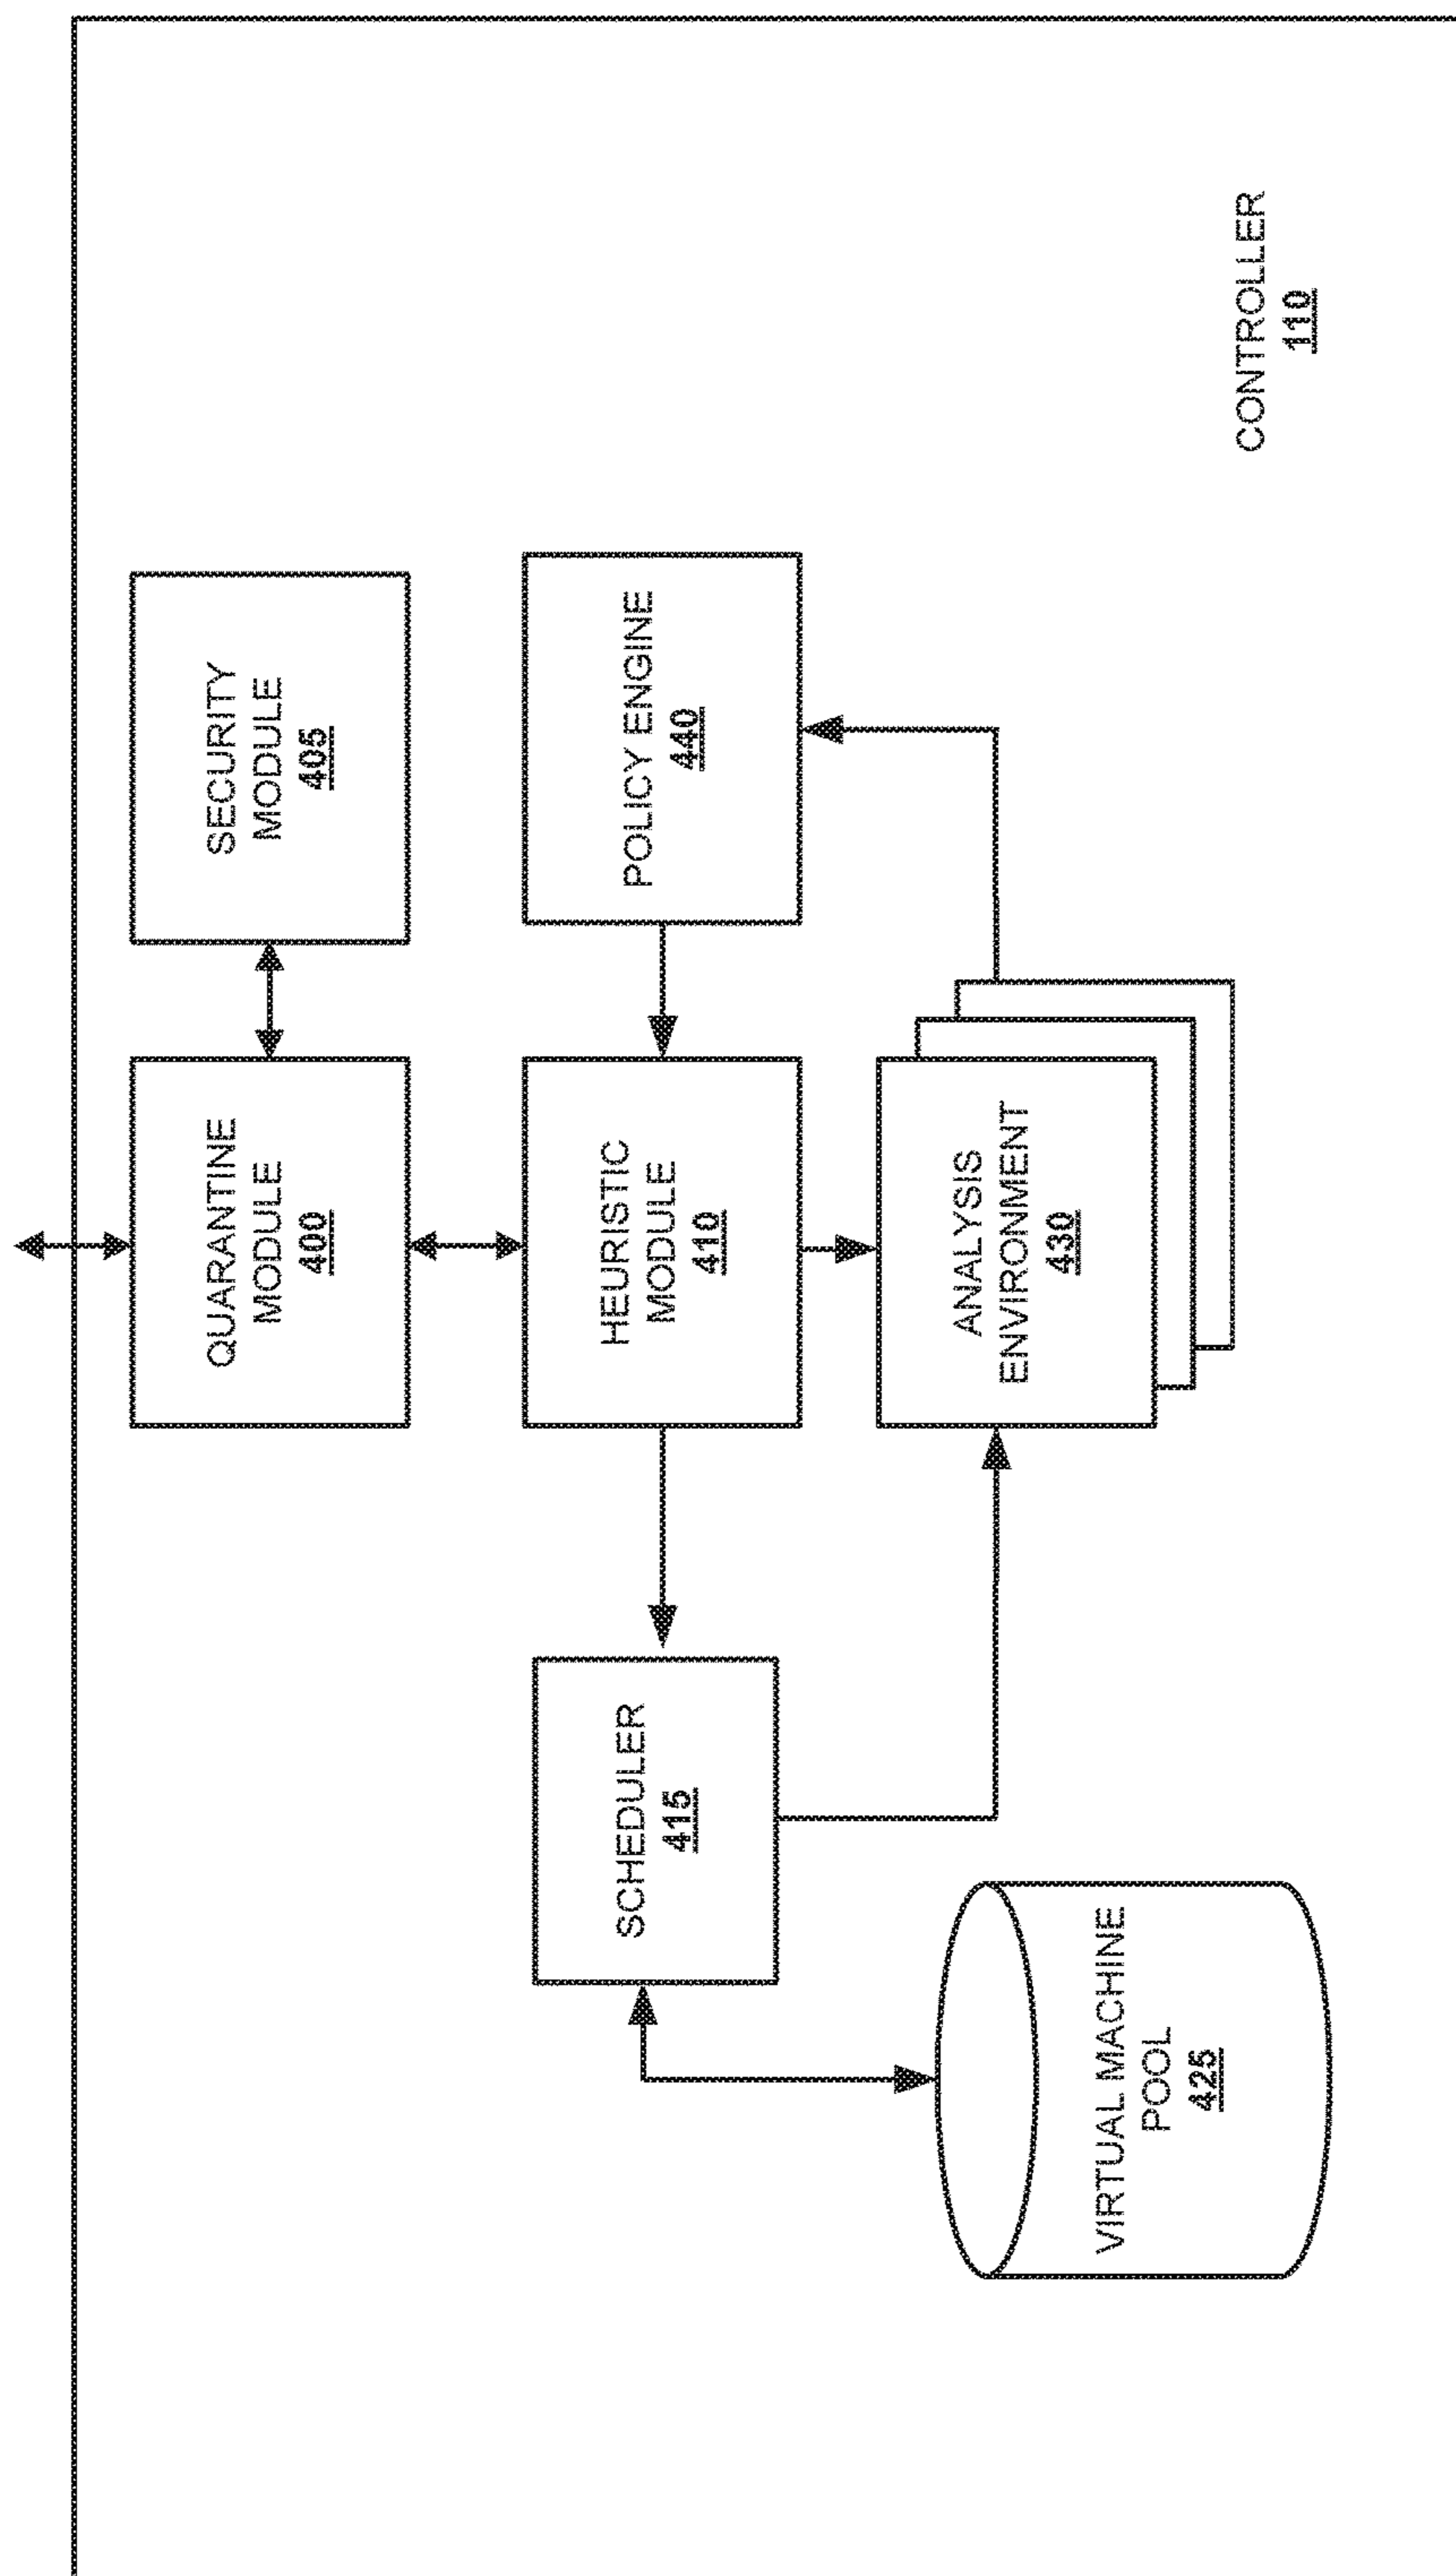 QUARANTINE
MODULE
400
SECURITY
MODULE
405
SCHEDULER
415
HEURISTIC
MODULE
410
POLICY ENGINE
440
VIRTUAL MACHINE
POOL
425
ANALYSIS
ENVIRONMENT
430
CONTROLLER
110